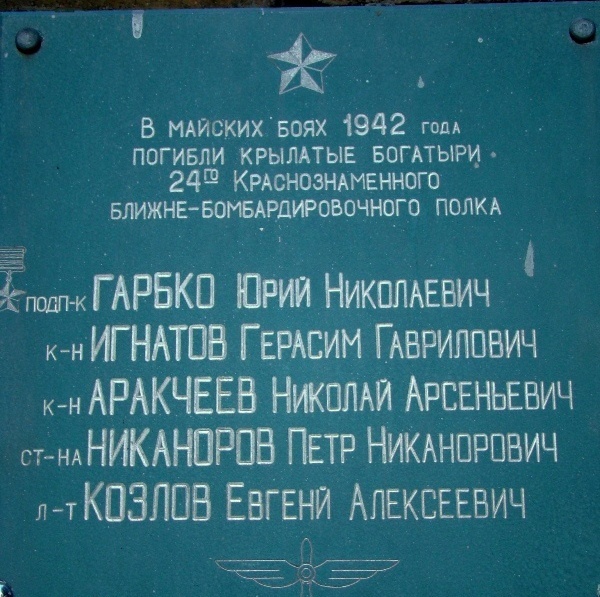 В МАЙСКИХ БОЯХ 1942 ГОДА
ПОГИБЛИ КРЫЛАТЫЕ БОГАТЫРИ
24ГО КРАСНОЗНАМЕННОГО
БЛИЖНЕ-БОМБАРДИРОВОЧНОГО ПОЛКА
ПОДП-К ГАРБКО ЮРИЙ НИКОЛАЕВИЧ
К-Н ИГНАТОВ ГЕРАСИМ ГАВРИЛОВИЧ
К-Н АРАКЧЕЕВ НИКОЛАЙ АРСЕНЬЕВИЧ
СТ-НА НИКАНОРОВ ПЕТР НИКАНОРОВИЧ
Л-Т КОЗЛОВ ЕВГЕНЙ АЛЕКСЕЕВИЧ